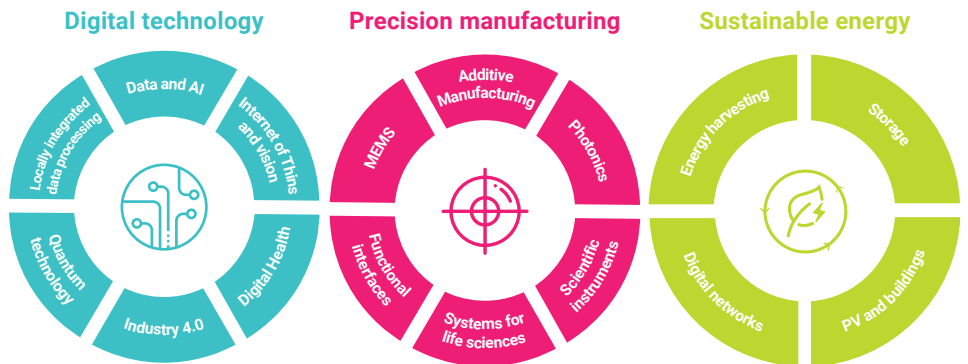 Digital technology
Data and AI
Internet of Thins
and vision
Digital Health
Industry 4.0
Quantum
technology
Locally integrated
data processing
Precision manufacturing
Additive
Manufacturing
Photonics
Scientific
instruments
Systems for
life sciences
Functional
interfaces
MEMS
Sustainable energy
Energy harvesting
Storage
PV and buildings
Digital networks